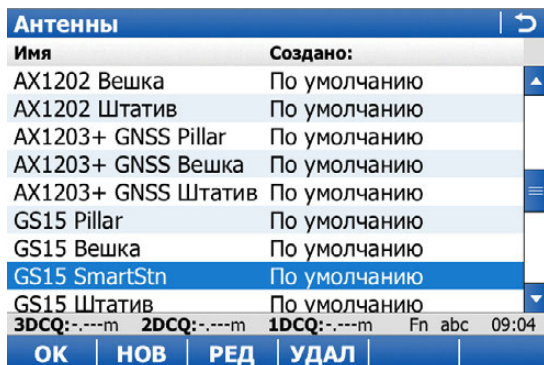 Антенны
Имя Создано:
AX1202 Вешка По умолчанию
AX1202 Штатив По умолчанию
AX1203+ GNSS Pillar По умолчанию
AX1203+ GNSS Вешка По умолчанию
AX1203+ GNSS Штатив По умолчанию
GS15 Pillar По умолчанию
GS15 Вешка По умолчанию
GS15 SmartStn По умолчанию
GS15 Штатив По умолчанию
3DCQ:-.---m 2DCQ:-.---m 1DCQ:-.---m Fn abc 09:04
ОК НОВ РЕД УДАЛ